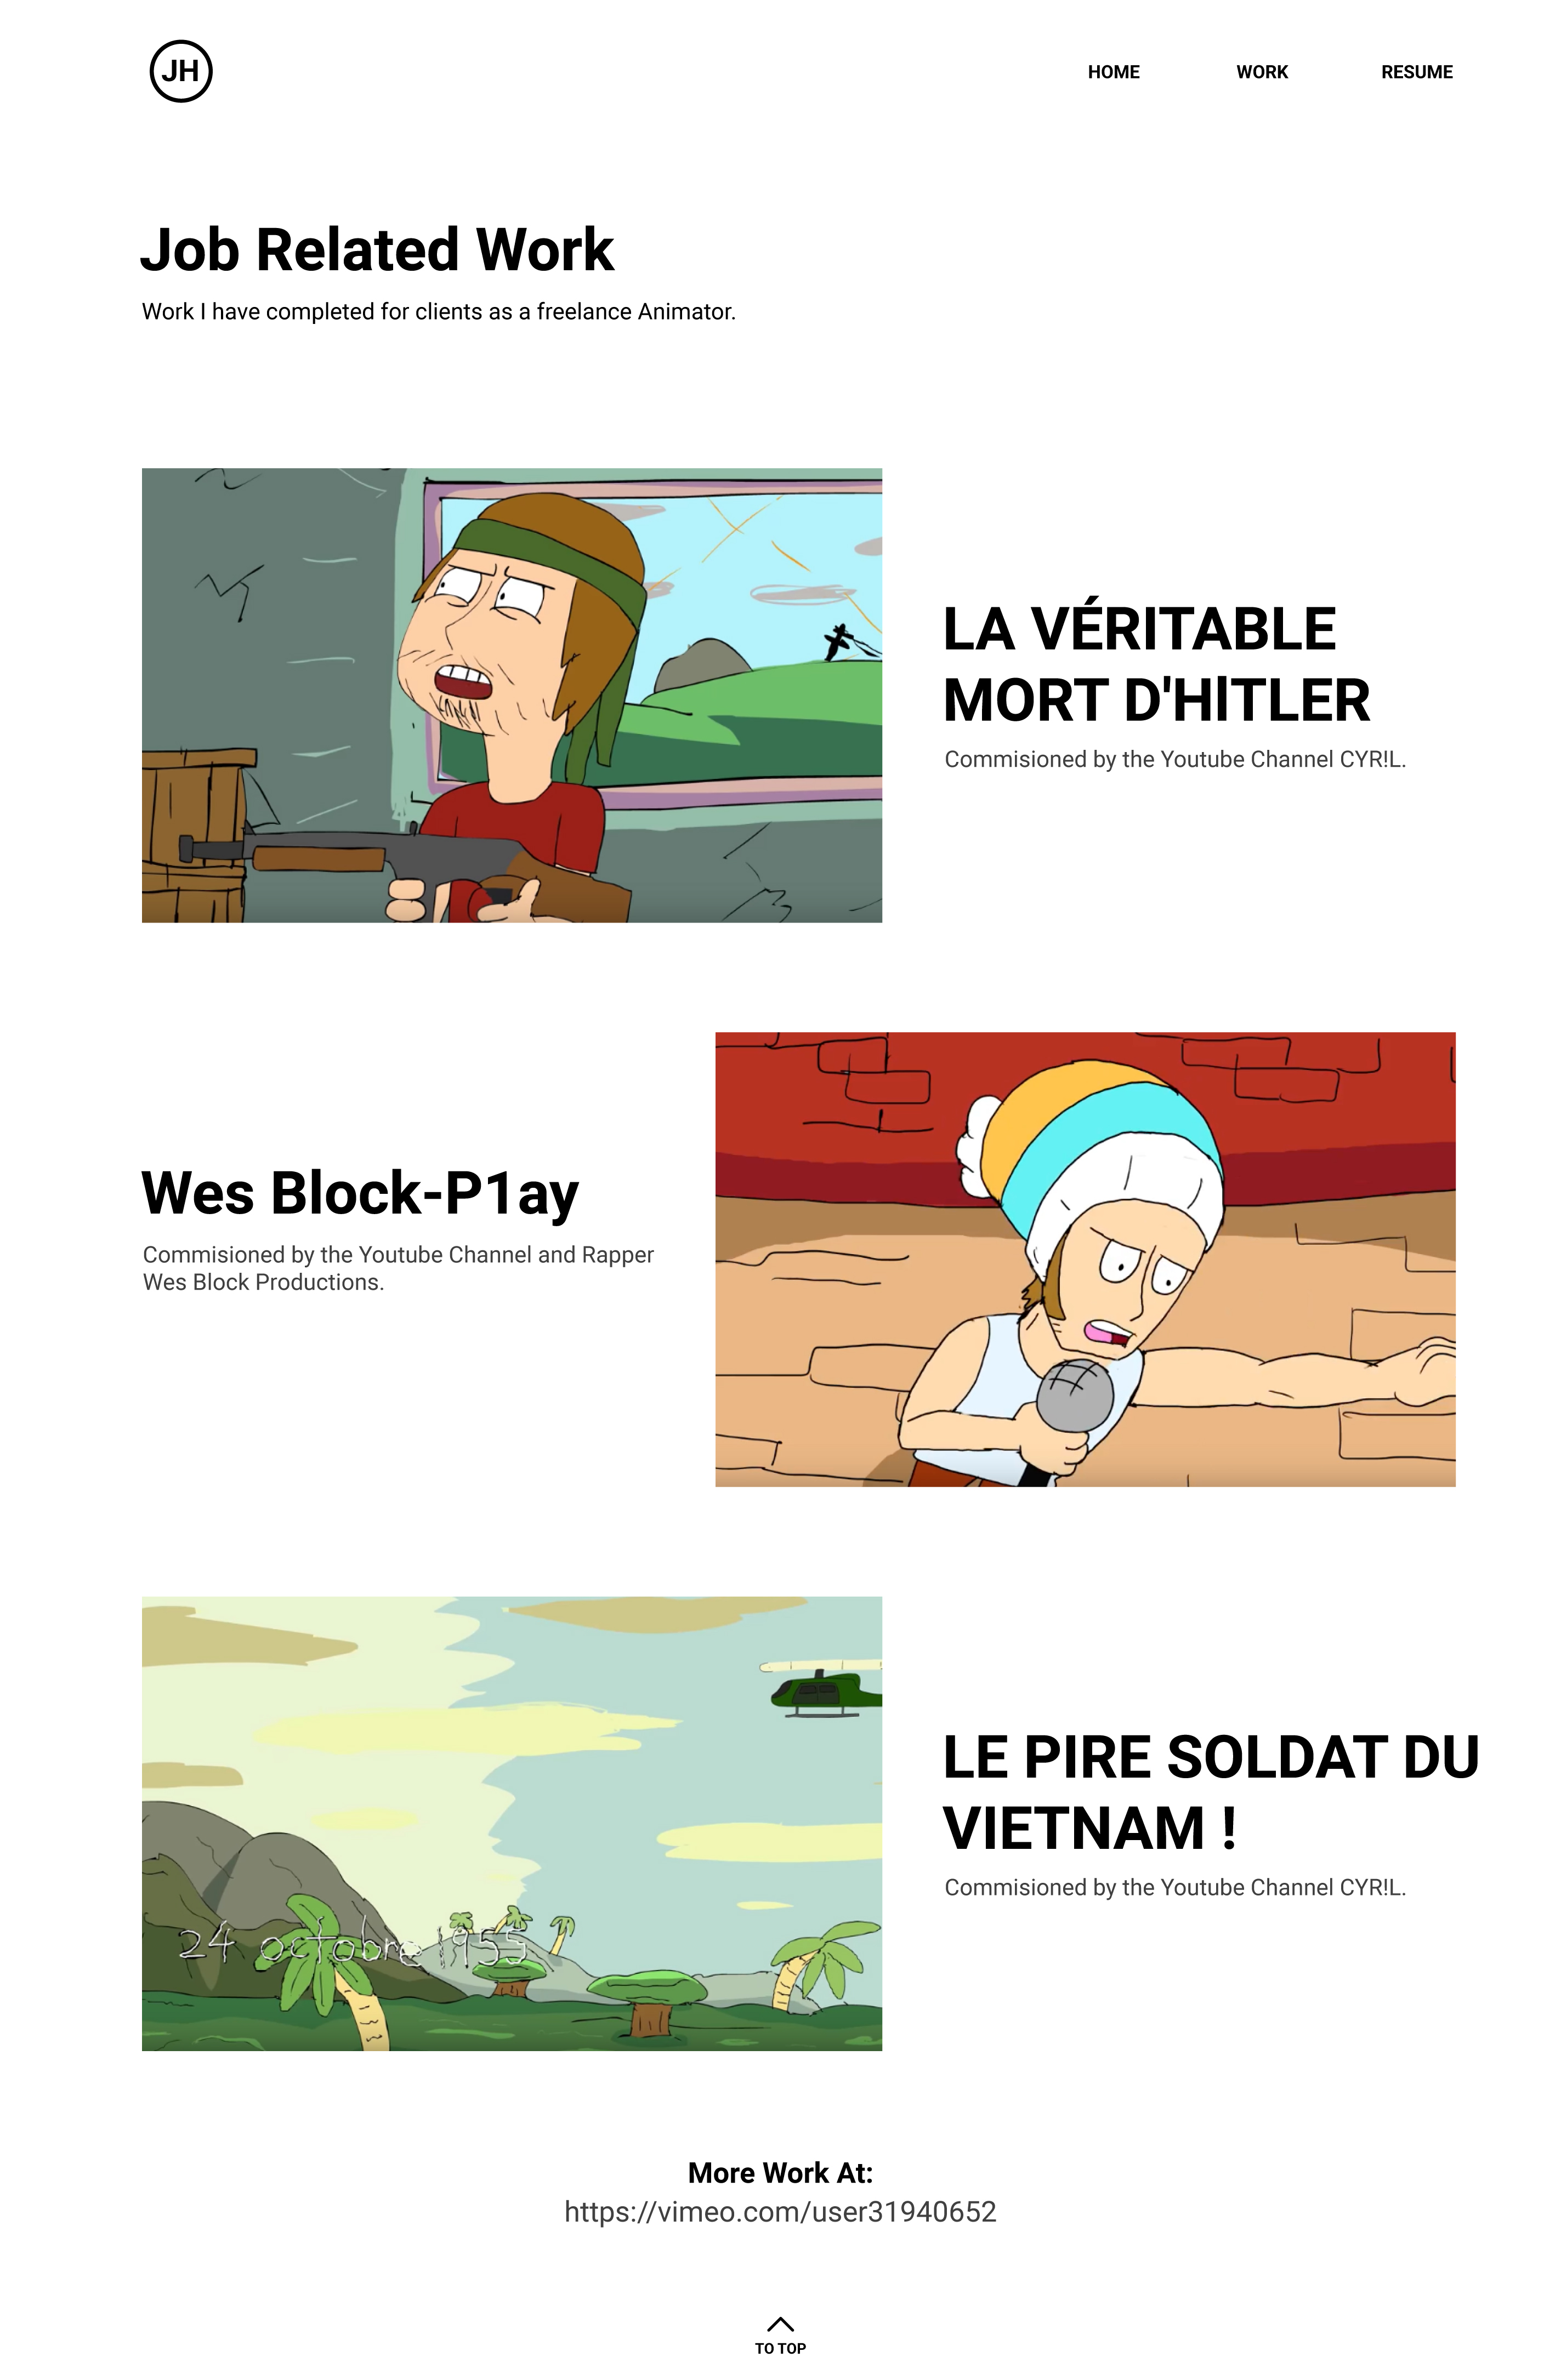 JH
HOME WORK RESUME
Job Related Work
Work I have completed for clients as a freelance Animator.
LA VÉRITABLE
MORT D'HlTLER
Commisioned by the Youtube Channel CYR!L.
Wes Block-P1ay
Commisioned by the Youtube Channel and Rapper
Wes Block Productions.
24 octobre 1955
LE PIRE SOLDAT DU
VIETNAM !
Commisioned by the Youtube Channel CYR!L.
More Work At:
https://vimeo.com/user31940652
TO TOP